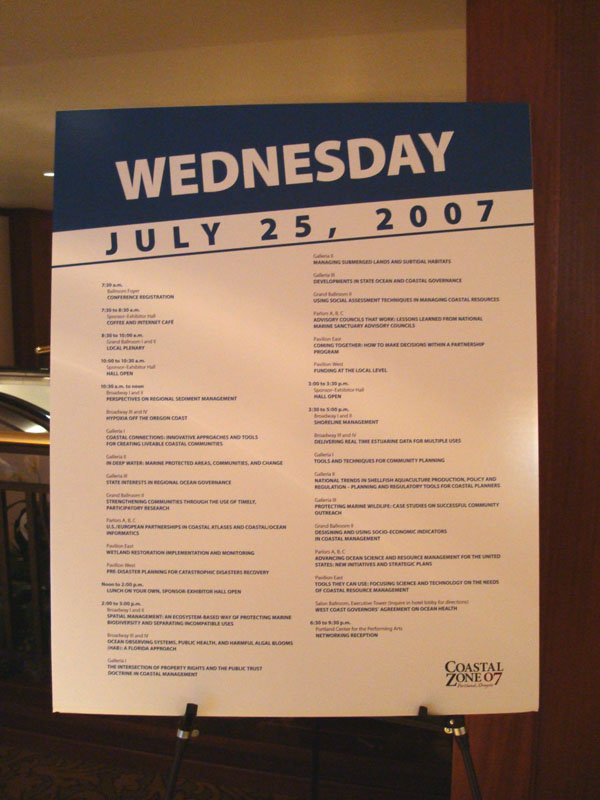 WEDNESDAY
JULY 25, 2007
7:30 a.m.
Ballroom Foyer
CONFERENCE REGISTRATION
7:30 to 8:30 a.m.
Sponsor-Exhibitor Hall
COFFEE AND INTERNET CAFÉ
8:30 to 10:00 a.m.
Grand Ballroom I and II
LOCAL PLENARY
10:00 to 10:30 a.m.
Sponsor-Exhibitor Hall
HALL OPEN
10:30 a.m. to noon
Broadway I and II
PERSPECTIVES ON REGIONAL SEDIMENT MANAGEMENT
Broadway III and IV
HYPOXIA OFF THE OREGON COAST
Galleria I
COASTAL CONNECTIONS: INNOVATIVE APPROACHES AND TOOLS
FOR CREATING LIVEABLE COASTAL COMMUNITIES
Galleria II
IN DEEP WATER: MARINE PROTECTED AREAS, COMMUNITIES, AND CHANGE
Galleria III
STATE INTERESTS IN REGIONAL OCEAN GOVERNANCE
Grand Ballroom II
STRENGTHENING COMMUNITIES THROUGH THE USE OF TIMELY,
PARTICIPATORY RESEARCH
Parlors A, B, C
U.S./EUROPEAN PARTNERSHIPS IN COASTAL ATLASES AND COASTAL/OCEAN
INFORMATICS
Pavilion East
WETLAND RESTORATION IMPLEMENTATION AND MONITORING
Pavilion West
PRE-DISASTER PLANNING FOR CATASTROPHIC DISASTERS RECOVERY
Noon to 2:00 p.m.
LUNCH ON YOUR OWN, SPONSOR-EXHIBITOR HALL OPEN
2:00 to 3:00 p.m.
Broadway I and II
SPATIAL MANAGEMENT: AN ECOSYSTEM BASED WAY OF PROTECTING MARINE
BIODIVERSITY AND SEPARATING INCOMPATIBLE USES
Broadway III and IV
OCEAN OBSERVING SYSTEMS, PUBLIC HEALTH, AND HARMFUL ALGAL BLOOMS
(HAB): A FLORIDA APPROACH
Galleria I
THE INTERSECTION OF PROPERTY RIGHTS AND THE PUBLIC TRUST
DOCTRINE IN COASTAL MANAGEMENT
Galleria II
MANAGING SUBMERGED LANDS AND SUBTIDAL HABITATS
Galleria III
DEVELOPMENTS IN STATE OCEAN AND COASTAL GOVERNANCE
Grand Ballroom II
USING SOCIAL ASSESSMENT TECHNIQUES IN MANAGING COASTAL RESOURCES
Parlors A, B, C
ADVISORY COUNCILS THAT WORK: LESSONS LEARNED FROM NATIONAL
MARINE SANCTUARY ADVISORY COUNCILS
Pavilion East
COMING TOGETHER: HOW TO MAKE DECISIONS WITHIN A PARTNERSHIP
PROGRAM
Pavilion West
FUNDING AT THE LOCAL LEVEL
3:00 to 3:30 p.m.
Sponsor-Exhibitor Hall
HALL OPEN
3:30 to 5:00 p.m.
Broadway I and II
SHORELINE MANAGEMENT
Broadway III and IV
DELIVERING REAL TIME ESTUARINE DATA FOR MULTIPLE USES
Galleria I
TOOLS AND TECHNIQUES FOR COMMUNITY PLANNING
Galleria II
NATIONAL TRENDS IN SHELLFISH AQUACULTURE PRODUCTION, POLICY AND
REGULATION – PLANNING AND REGULATORY TOOLS FOR COASTAL PLANNERS
Galleria III
PROTECTING MARINE WILDLIFE: CASE STUDIES ON SUCCESSFUL COMMUNITY
OUTREACH
Grand Ballroom II
DESIGNING AND USING SOCIO-ECONOMIC INDICATORS
IN COASTAL MANAGEMENT
Parlors A, B, C
ADVANCING OCEAN SCIENCE AND RESOURCE MANAGEMENT FOR THE UNITED
STATES: NEW INITIATIVES AND STRATEGIC PLANS
Pavilion East
TOOLS THEY CAN USE: FOCUSING SCIENCE AND TECHNOLOGY ON THE NEEDS
OF COASTAL RESOURCE MANAGEMENT
Salon Ballroom, Executive Tower (inquire in hotel lobby for directions)
WEST COAST GOVERNORS' AGREEMENT ON OCEAN HEALTH
6:30 to 9:30 p.m.
Portland Center for the Performing Arts
NETWORKING RECEPTION
COASTAL
ZONE 07
Portland, Oregon